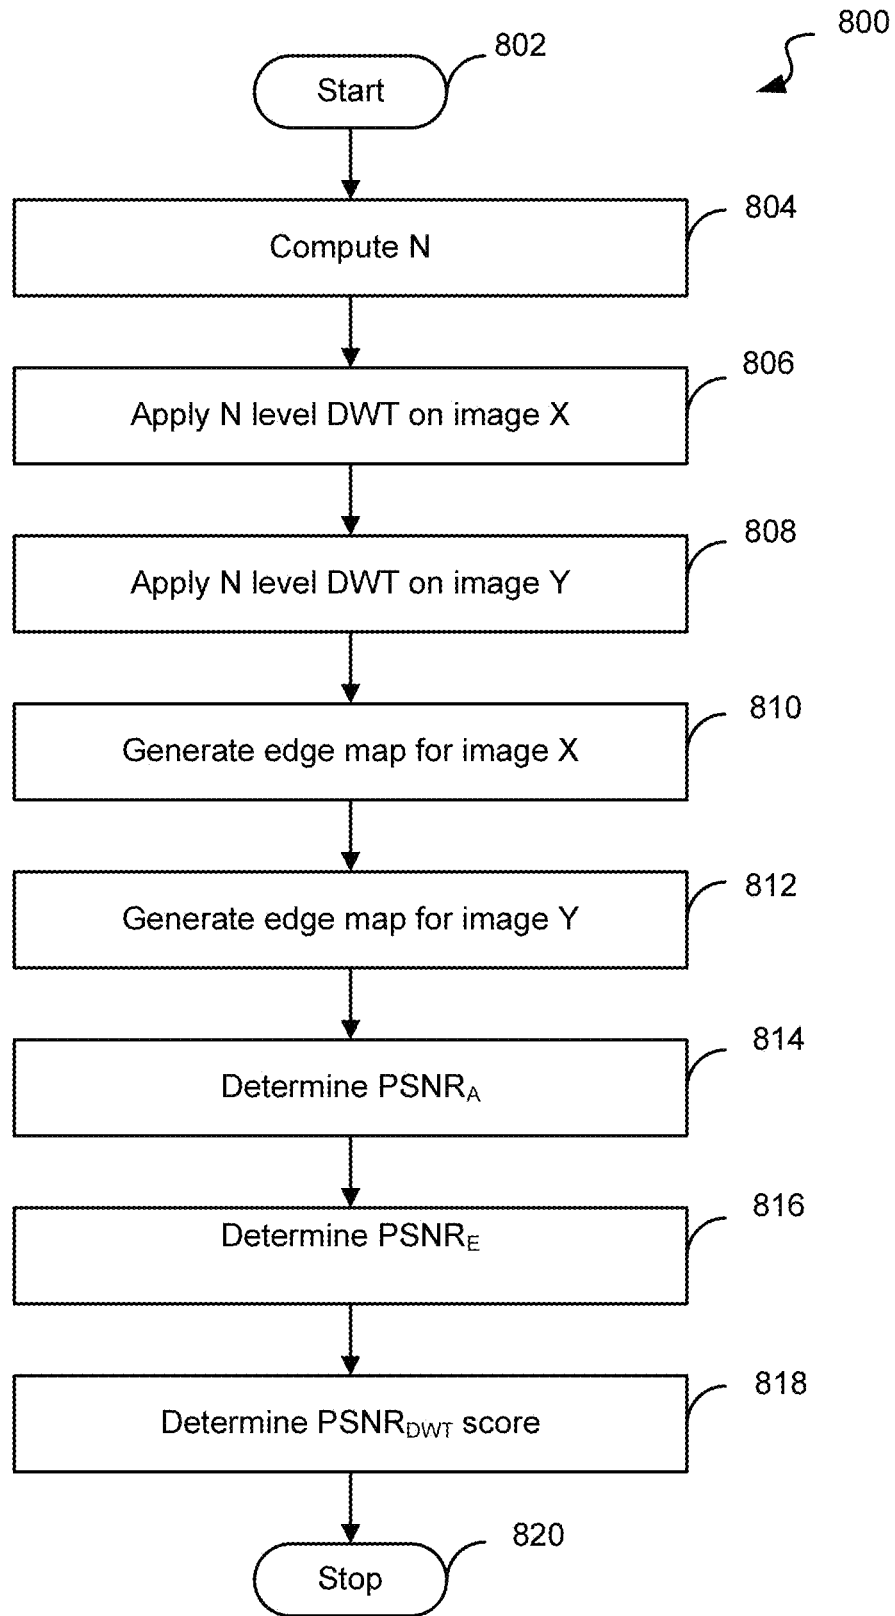 800
802
Start
804
Compute N
806
Apply N level DWT on image X
808
Apply N level DWT on image Y
810
Generate edge map for image X
812
Generate edge map for image Y
814
Determine PSNRA
816
Determine PSNRE
818
Determine PSNRDWT score
820
Stop